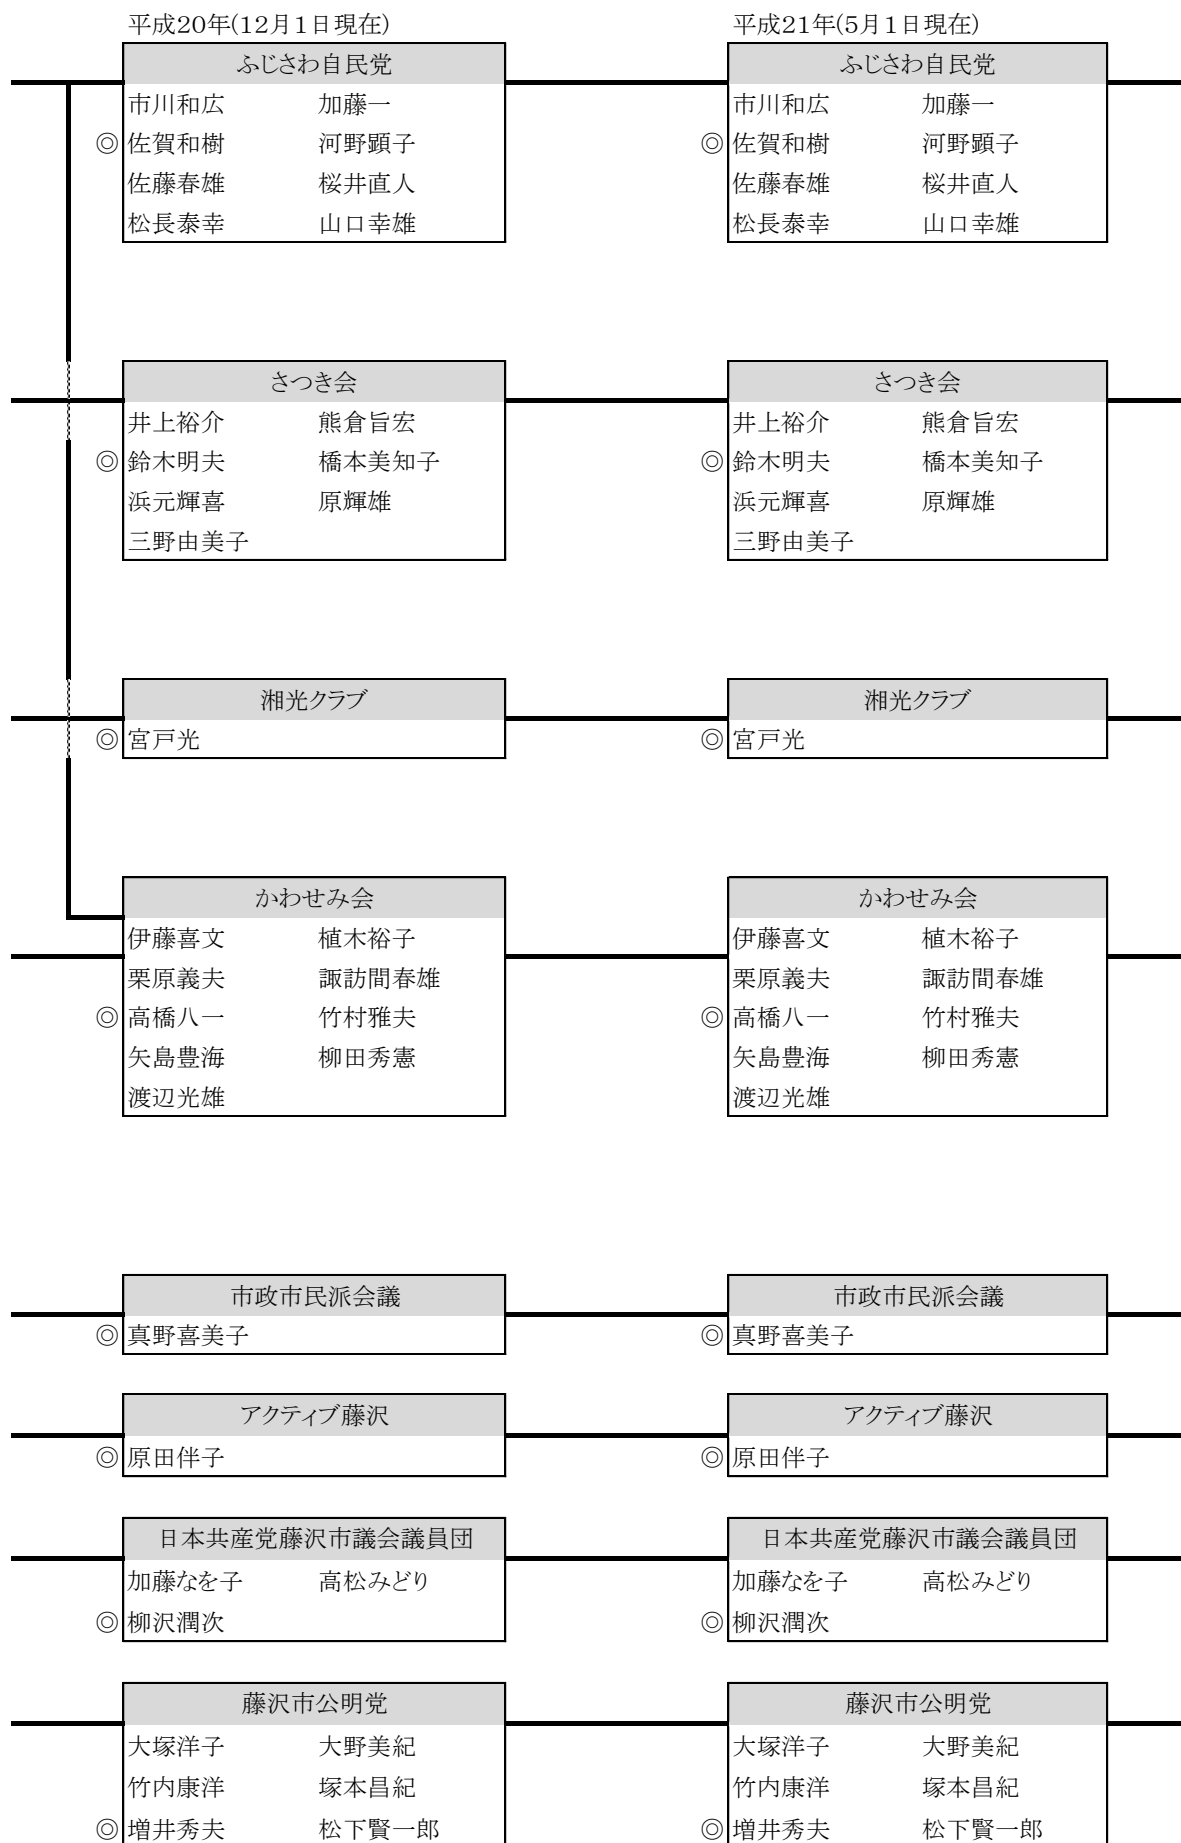 平成20年(12月1日現在)
ふじさわ自民党
市川和広 加藤一
◎ 佐賀和樹 河野顕子
佐藤春雄 桜井直人
松長泰幸 山口幸雄
さつき会
井上裕介 熊倉旨宏
◎ 鈴木明夫 橋本美知子
浜元輝喜 原輝雄
三野由美子
湘光クラブ
◎ 宮戸光
かわせみ会
伊藤喜文 植木裕子
栗原義夫 諏訪間春雄
◎ 高橋八一 竹村雅夫
矢島豊海 柳田秀憲
渡辺光雄
市政市民派会議
◎ 真野喜美子
アクティブ藤沢
◎ 原田伴子
日本共産党藤沢市議会議員団
加藤なを子 高松みどり
◎ 柳沢潤次
藤沢市公明党
大塚洋子 大野美紀
竹内康洋 塚本昌紀
◎ 増井秀夫 松下賢一郎
平成21年(5月1日現在)
ふじさわ自民党
市川和広 加藤一
◎ 佐賀和樹 河野顕子
佐藤春雄 桜井直人
松長泰幸 山口幸雄
さつき会
井上裕介 熊倉旨宏
◎ 鈴木明夫 橋本美知子
浜元輝喜 原輝雄
三野由美子
湘光クラブ
◎ 宮戸光
かわせみ会
伊藤喜文 植木裕子
栗原義夫 諏訪間春雄
◎ 高橋八一 竹村雅夫
矢島豊海 柳田秀憲
渡辺光雄
市政市民派会議
◎ 真野喜美子
アクティブ藤沢
◎ 原田伴子
日本共産党藤沢市議会議員団
加藤なを子 高松みどり
◎ 柳沢潤次
藤沢市公明党
大塚洋子 大野美紀
竹内康洋 塚本昌紀
◎ 増井秀夫 松下賢一郎